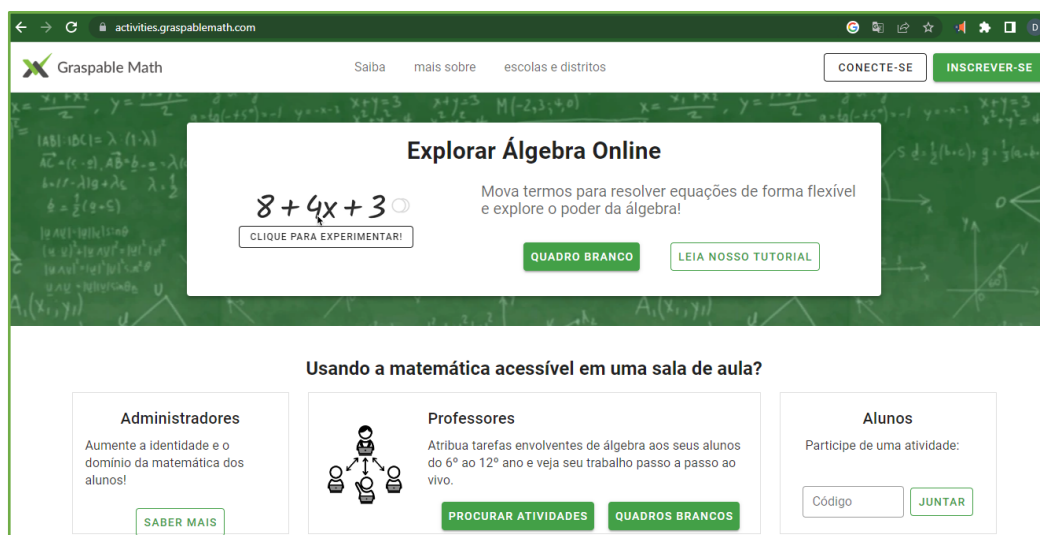 activities.graspablemath.com
Graspable Math
Saiba mais sobre escolas e distritos
CONECTE-SE
INSCREVER-SE
Explorar Álgebra Online
8 + 4x + 3
CLIQUE PARA EXPERIMENTAR!
Mova termos para resolver equações de forma flexível
e explore o poder da álgebra!
QUADRO BRANCO
LEIA NOSSO TUTORIAL
Usando a matemática acessível em uma sala de aula?
Administradores
Aumente a identidade e o
domínio da matemática dos
alunos!
SABER MAIS
Professores
Atribua tarefas envolventes de álgebra aos seus alunos
do 6º ao 12º ano e veja seu trabalho passo a passo ao
vivo.
PROCURAR ATIVIDADES
QUADROS BRANCOS
Alunos
Participe de uma atividade:
Código
JUNTAR